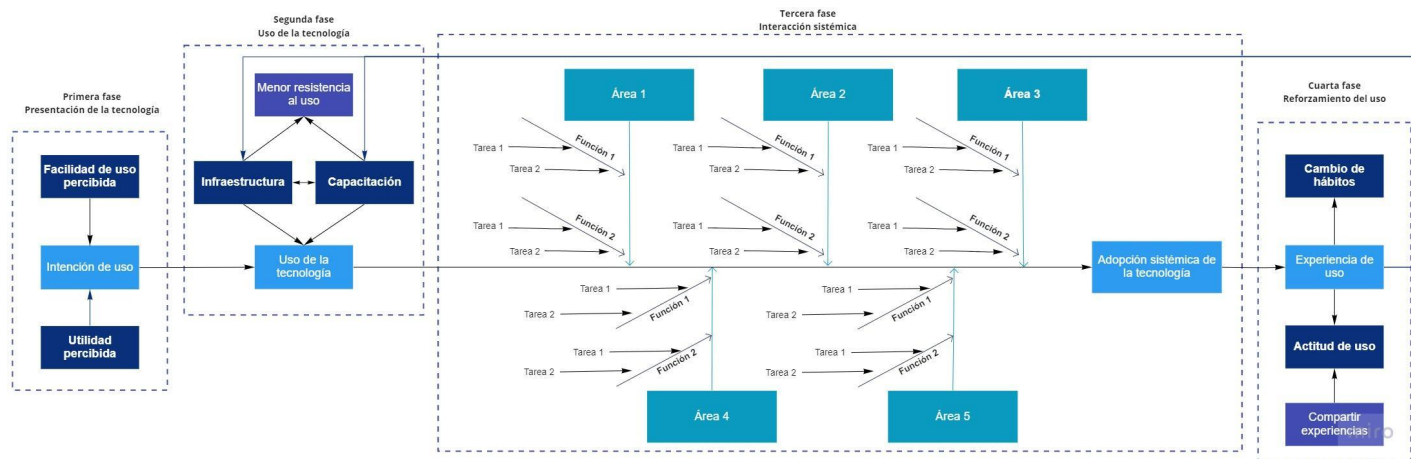 Primera fase
Presentación de la tecnología
Facilidad de uso
percibida
Intención de uso
Utilidad
percibida
Segunda fase
Uso de la tecnología
Menor resistencia
al uso
Infraestructura
Capacitación
Uso de la
tecnología
Tercera fase
Interacción sistémica
Área 1
Función 1
Tarea 1
Tarea 2
Función 2
Tarea 1
Tarea 2
Área 2
Función 1
Tarea 1
Tarea 2
Función 2
Tarea 1
Tarea 2
Área 3
Función 1
Tarea 1
Tarea 2
Función 2
Tarea 1
Tarea 2
Tarea 1
Tarea 2
Función 1
Tarea 1
Tarea 2
Función 2
Área 4
Tarea 1
Tarea 2
Función 1
Tarea 1
Tarea 2
Función 2
Área 5
Adopción sistémica
de la tecnología
Cuarta fase
Reforzamiento del uso
Cambio de
hábitos
Experiencia de
uso
Actitud de uso
Compartir
experiencias
miro